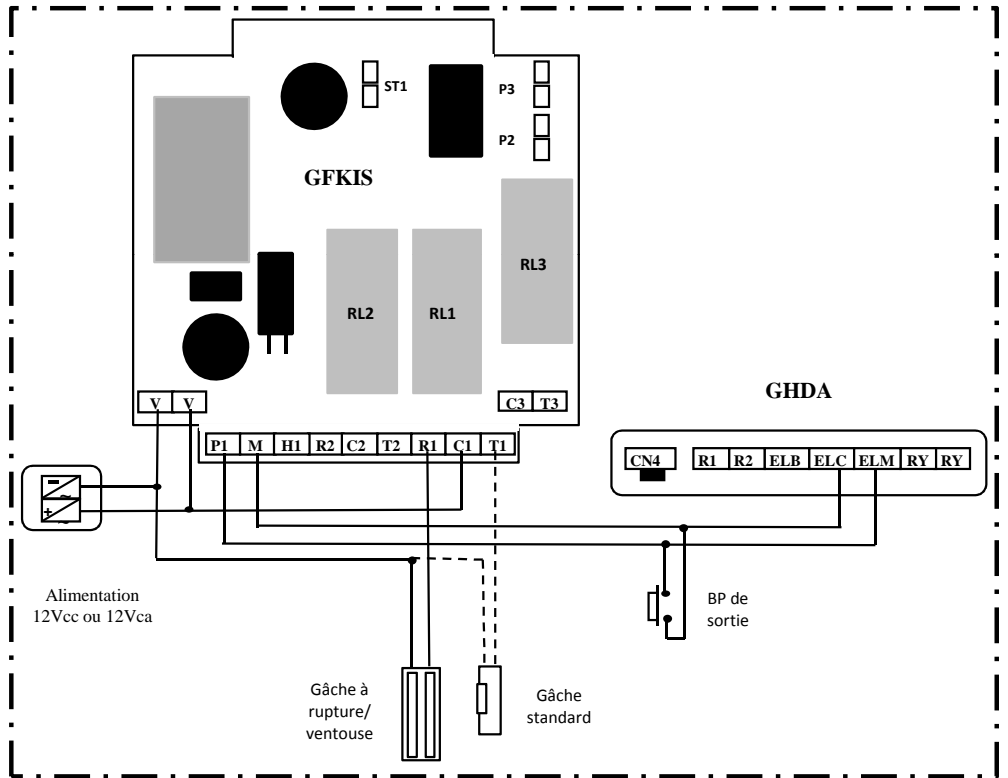 ST1
P3
P2
GFKIS
RL3
RL2
RL1
V V
C3 T3
GHDA
P1 M H1 R2 C2 T2 R1 C1 T1
CN4 R1 R2 ELB ELC ELM RY RY
- ~
+ ~
Alimentation
12Vcc ou 12Vca
BP de
sortie
Gâche à
rupture/
ventouse
Gâche
standard